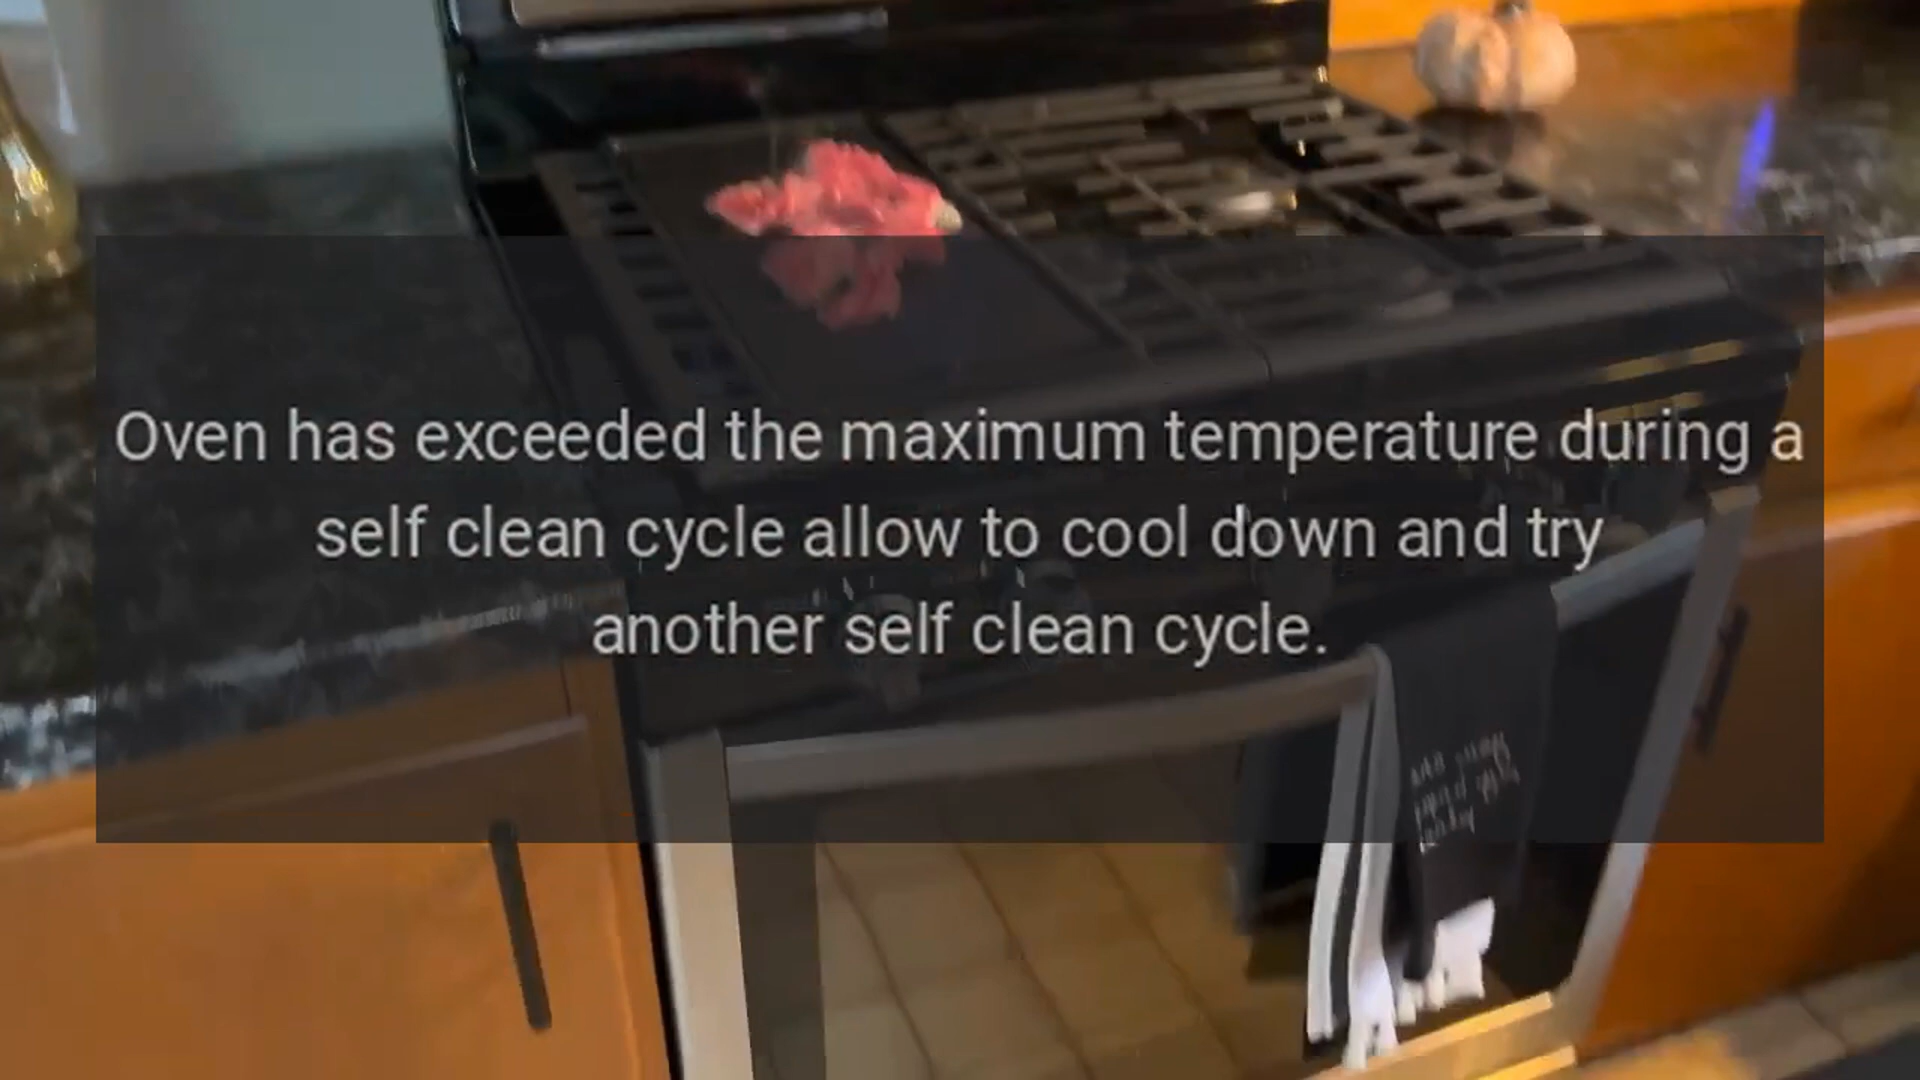 Oven has exceeded the maximum temperature during a
self clean cycle allow to cool down and try
another self clean cycle.